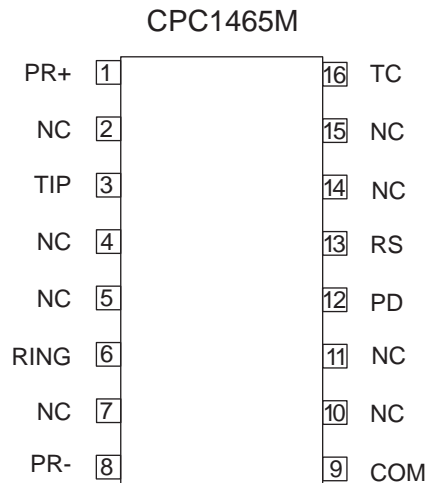 CPC1465M
PR+ 1 16 TC
NC 2 15 NC
TIP 3 14 NC
NC 4 13 RS
NC 5 12 PD
RING 6 11 NC
NC 7 10 NC
PR- 8 9 COM